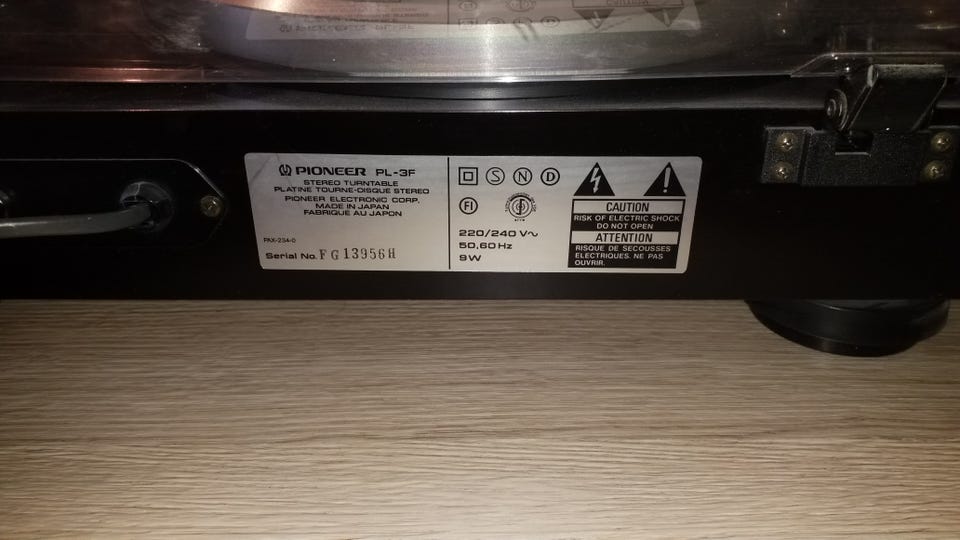 PIONEER PL-3F
STEREO TURNTABLE
PLATINE TOURNE-DISQUE STEREO
PIONEER ELECTRONIC CORP.
MADE IN JAPAN
FABRIQUÉ AU JAPON
PAX-234-0
Serial No. FG13956H
S N D
FI
220/240 V~
50,60 Hz
9W
CAUTION
RISK OF ELECTRIC SHOCK
DO NOT OPEN
ATTENTION
RISQUE DE SECOUSSES
ELECTRIQUES. NE PAS
OUVRIR.